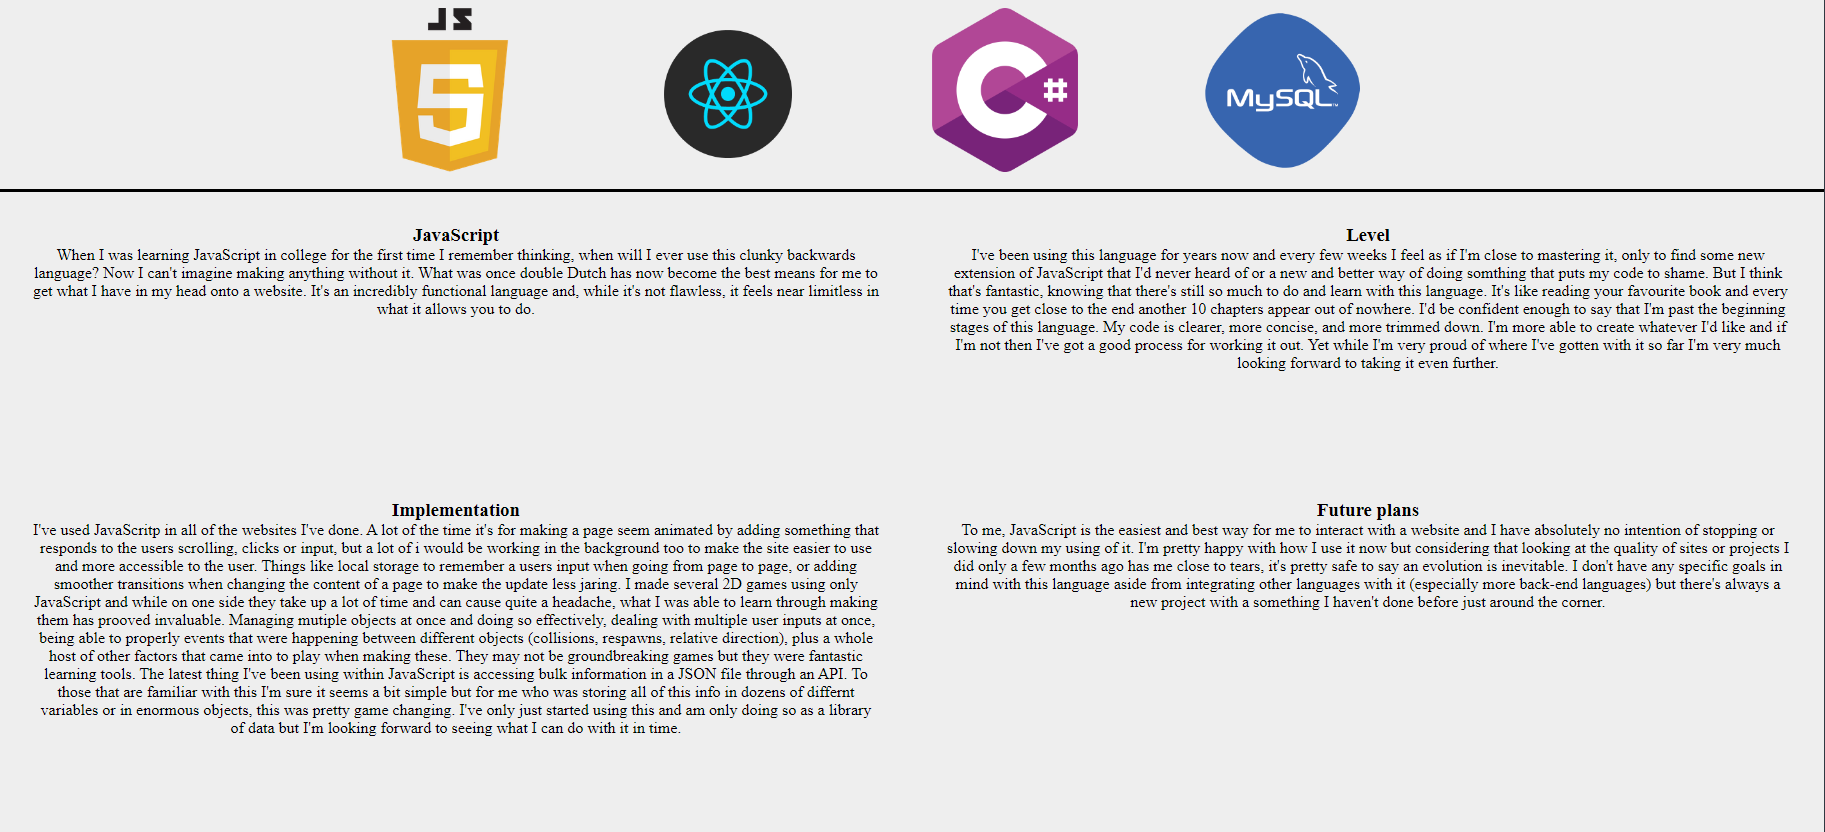 JS
5
C#
MySQL
JavaScript
When I was learning JavaScript in college for the first time I remember thinking, when will I ever use this clunky backwards
language? Now I can't imagine making anything without it. What was once double Dutch has now become the best means for me to
get what I have in my head onto a website. It's an incredibly functional language and, while it's not flawless, it feels near limitless in
what it allows you to do.
Level
I've been using this language for years now and every few weeks I feel as if I'm close to mastering it, only to find some new
extension of JavaScript that I'd never heard of or a new and better way of doing somthing that puts my code to shame. But I think
that's fantastic, knowing that there's still so much to do and learn with this language. It's like reading your favourite book and every
time you get close to the end another 10 chapters appear out of nowhere. I'd be confident enough to say that I'm past the beginning
stages of this language. My code is clearer, more concise, and more trimmed down. I'm more able to create whatever I'd like and if
I'm not then I've got a good process for working it out. Yet while I'm very proud of where I've gotten with it so far I'm very much
looking forward to taking it even further.
Implementation
I've used JavaScritp in all of the websites I've done. A lot of the time it's for making a page seem animated by adding something that
responds to the users scrolling, clicks or input, but a lot of i would be working in the background too to make the site easier to use
and more accessible to the user. Things like local storage to remember a users input when going from page to page, or adding
smoother transitions when changing the content of a page to make the update less jaring. I made several 2D games using only
JavaScript and while on one side they take up a lot of time and can cause quite a headache, what I was able to learn through making
them has prooved invaluable. Managing mutiple objects at once and doing so effectively, dealing with multiple user inputs at once,
being able to properly events that were happening between different objects (collisions, respawns, relative direction), plus a whole
host of other factors that came into to play when making these. They may not be groundbreaking games but they were fantastic
learning tools. The latest thing I've been using within JavaScript is accessing bulk information in a JSON file through an API. To
those that are familiar with this I'm sure it seems a bit simple but for me who was storing all of this info in dozens of differnt
variables or in enormous objects, this was pretty game changing. I've only just started using this and am only doing so as a library
of data but I'm looking forward to seeing what I can do with it in time.
Future plans
To me, JavaScript is the easiest and best way for me to interact with a website and I have absolutely no intention of stopping or
slowing down my using of it. I'm pretty happy with how I use it now but considering that looking at the quality of sites or projects I
did only a few months ago has me close to tears, it's pretty safe to say an evolution is inevitable. I don't have any specific goals in
mind with this language aside from integrating other languages with it (especially more back-end languages) but there's always a
new project with a something I haven't done before just around the corner.